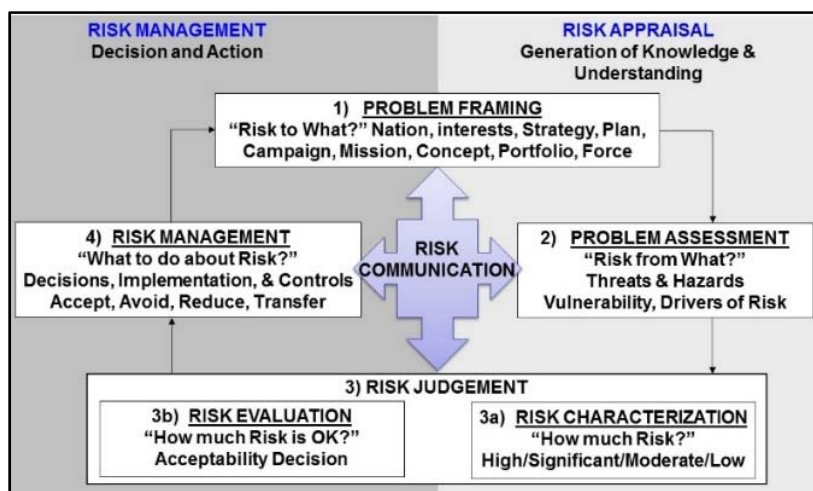 RISK MANAGEMENT
Decision and Action
RISK APPRAISAL
Generation of Knowledge &
Understanding
1) PROBLEM FRAMING
“Risk to What?” Nation, interests, Strategy, Plan,
Campaign, Mission, Concept, Portfolio, Force
4) RISK MANAGEMENT
“What to do about Risk?”
Decisions, Implementation, & Controls
Accept, Avoid, Reduce, Transfer
RISK
COMMUNICATION
2) PROBLEM ASSESSMENT
“Risk from What?”
Threats & Hazards
Vulnerability, Drivers of Risk
3) RISK JUDGEMENT
3b) RISK EVALUATION
“How much Risk is OK?”
Acceptability Decision
3a) RISK CHARACTERIZATION
“How much Risk?”
High/Significant/Moderate/Low